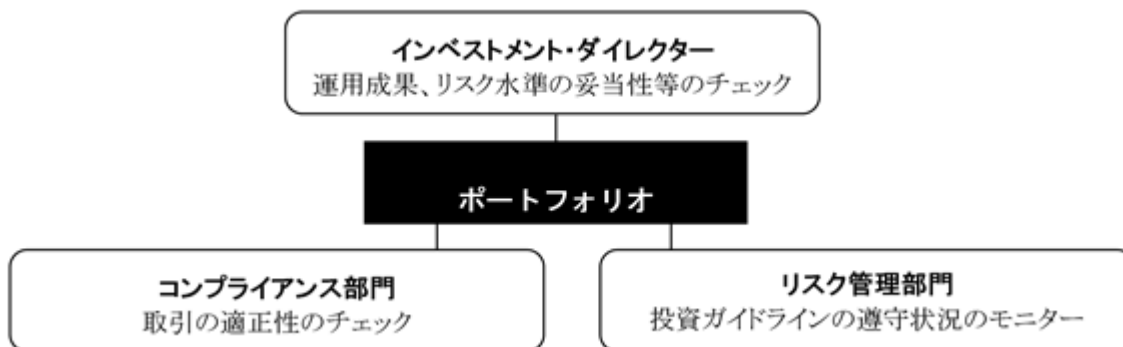 インベストメント・ダイレクター
運用成果、リスク水準の妥当性等のチェック
ポートフォリオ
コンプライアンス部門
取引の適正性のチェック
リスク管理部門
投資ガイドラインの遵守状況のモニター